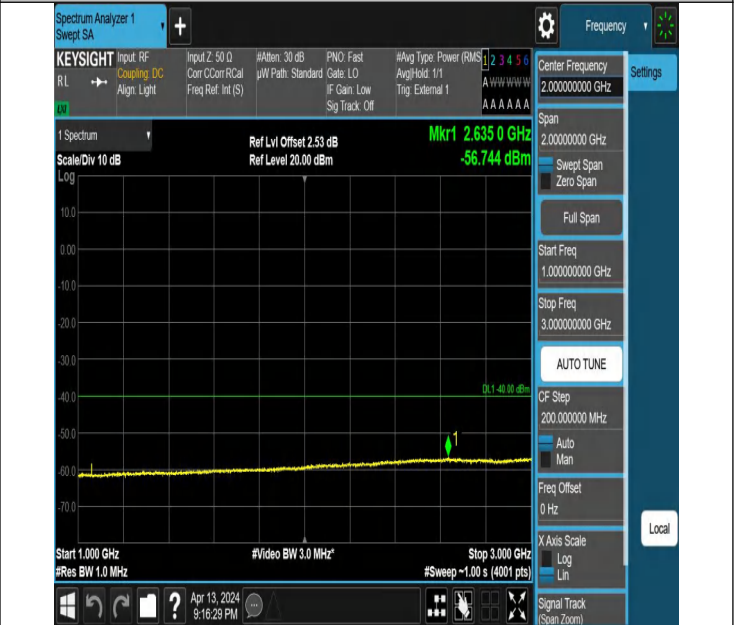 Spectrum Analyzer 1
Swept SA
+
Frequency
KEYSIGHT
RL
Input: RF
Coupling: DC
Align: Light
Input Z: 50 Ω
Corr CCorr RCal
Freq Ref: Int (S)
#Atten: 30 dB
µW Path: Standard
PNO: Fast
Gate: LO
IF Gain: Low
Sig Track: Off
#Avg Type: Power (RMS
Avg|Hold: 1/1
Trig: External 1
1 2 3 4 5 6
A W W W W W
A A A A A A
LXI
1 Spectrum
Scale/Div 10 dB
Log
Ref Lvl Offset 2.53 dB
Ref Level 20.00 dBm
Mkr1 2.635 0 GHz
-56.744 dBm
10.0
0.00
-10.0
-20.0
-30.0
-40.0
-50.0
-60.0
-70.0
DL1 -40.00 dBm
1
Start 1.000 GHz
#Res BW 1.0 MHz
#Video BW 3.0 MHz*
Stop 3.000 GHz
#Sweep ~1.00 s (4001 pts)
Center Frequency
2.000000000 GHz
Span
2.00000000 GHz
Swept Span
Zero Span
Full Span
Start Freq
1.000000000 GHz
Stop Freq
3.000000000 GHz
AUTO TUNE
CF Step
200.000000 MHz
Auto
Man
Freq Offset
0 Hz
X Axis Scale
Log
Lin
Signal Track
(Span Zoom)
Settings
Local
?
Apr 13, 2024
9:16:29 PM